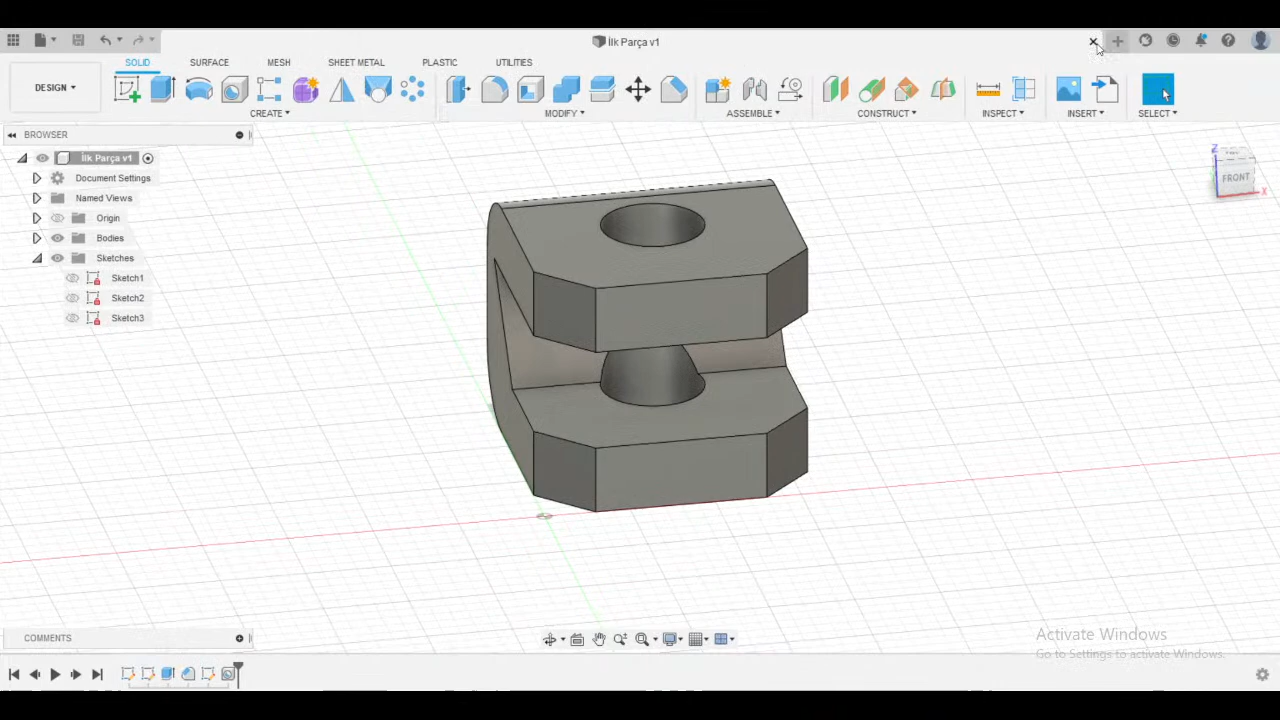 İlk Parça v1
SOLID SURFACE MESH SHEET METAL PLASTIC UTILITIES
DESIGN
CREATE MODIFY ASSEMBLE CONSTRUCT INSPECT INSERT SELECT
BROWSER
İlk Parça v1
Document Settings
Named Views
Origin
Bodies
Sketches
Sketch1
Sketch2
Sketch3
Z
FRONT
X
COMMENTS
Activate Windows
Go to Settings to activate Windows.